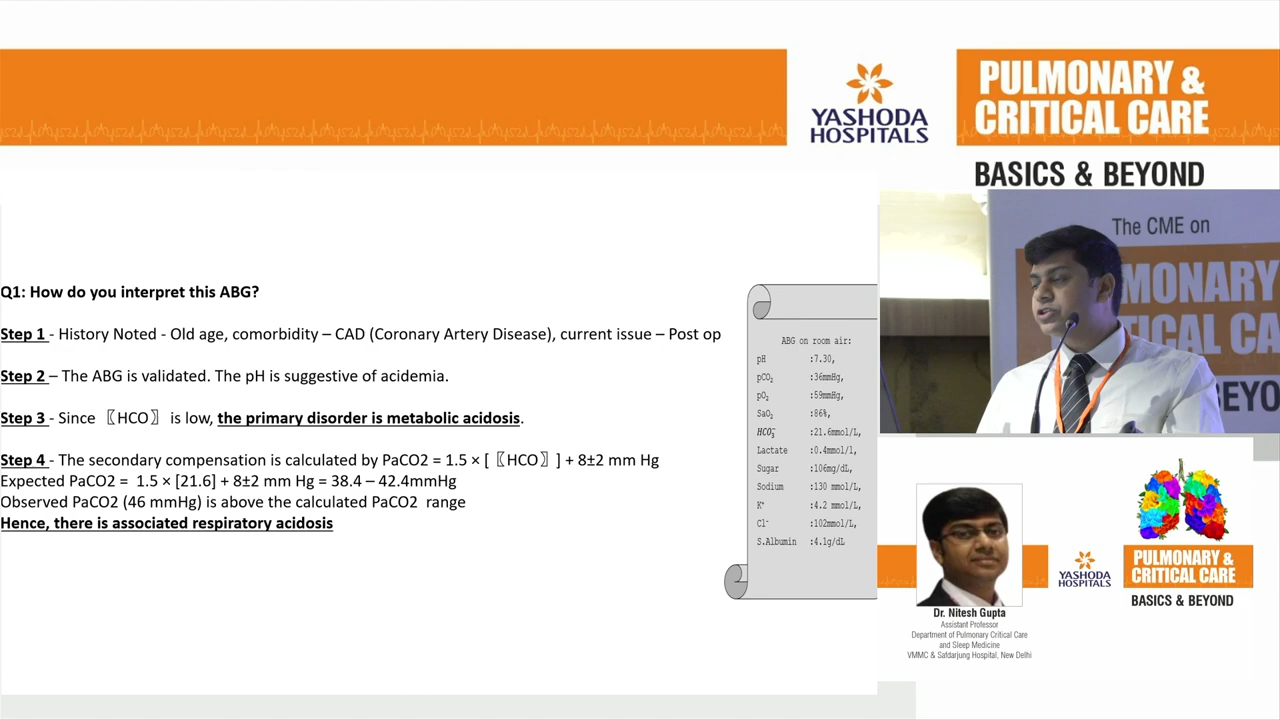 YASHODA
HOSPITALS
PULMONARY &
CRITICAL CARE
BASICS & BEYOND
The CME on
MONARY
TICAL CA
BEYO
Q1: How do you interpret this ABG?
Step 1 - History Noted - Old age, comorbidity – CAD (Coronary Artery Disease), current issue – Post op
Step 2 – The ABG is validated. The pH is suggestive of acidemia.
Step 3 - Since 〖HCO〗 is low, the primary disorder is metabolic acidosis.
Step 4 - The secondary compensation is calculated by PaCO2 = 1.5 × [〖HCO〗] + 8±2 mm Hg
Expected PaCO2 = 1.5 × [21.6] + 8±2 mm Hg = 38.4 – 42.4mmHg
Observed PaCO2 (46 mmHg) is above the calculated PaCO2 range
Hence, there is associated respiratory acidosis
ABG on room air:
pH :7.30,
pCO₂ :36mmHg,
pO₂ :59mmHg,
SaO₂ :86%,
HCO₃⁻ :21.6mmol/L,
Lactate :0.4mmol/l,
Sugar :106mg/dL,
Sodium :130 mmol/L,
K⁺ :4.2 mmol/L,
Cl⁻ :102mmol/L,
S.Albumin :4.1g/dL
YASHODA
HOSPITALS
PULMONARY &
CRITICAL CARE
BASICS & BEYOND
Dr. Nitesh Gupta
Assistant Professor
Department of Pulmonary Critical Care
and Sleep Medicine
VMMC & Safdarjung Hospital, New Delhi